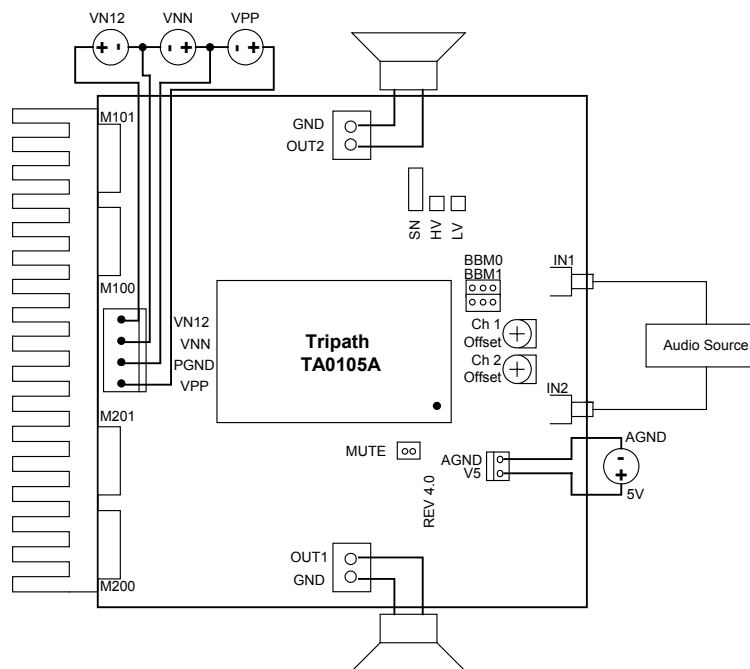 VN12 VNN VPP
+ - - + - +
M101
GND
OUT2
SN HV LV
M100
BBM0
BBM1
IN1
VN12
VNN
PGND
VPP
Tripath
TA0105A
Ch 1
Offset
Ch 2
Offset
Audio Source
IN2
M201
MUTE
AGND
V5
AGND
-
+
5V
REV 4.0
OUT1
GND
M200